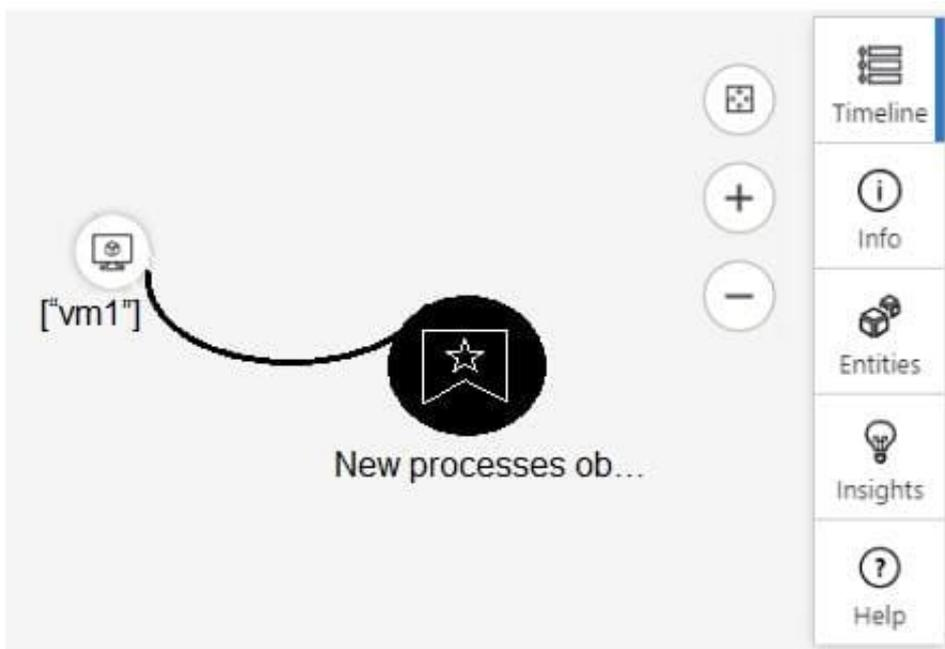 Timeline
Info
["vm1"]
Entities
New processes ob...
Insights
Help